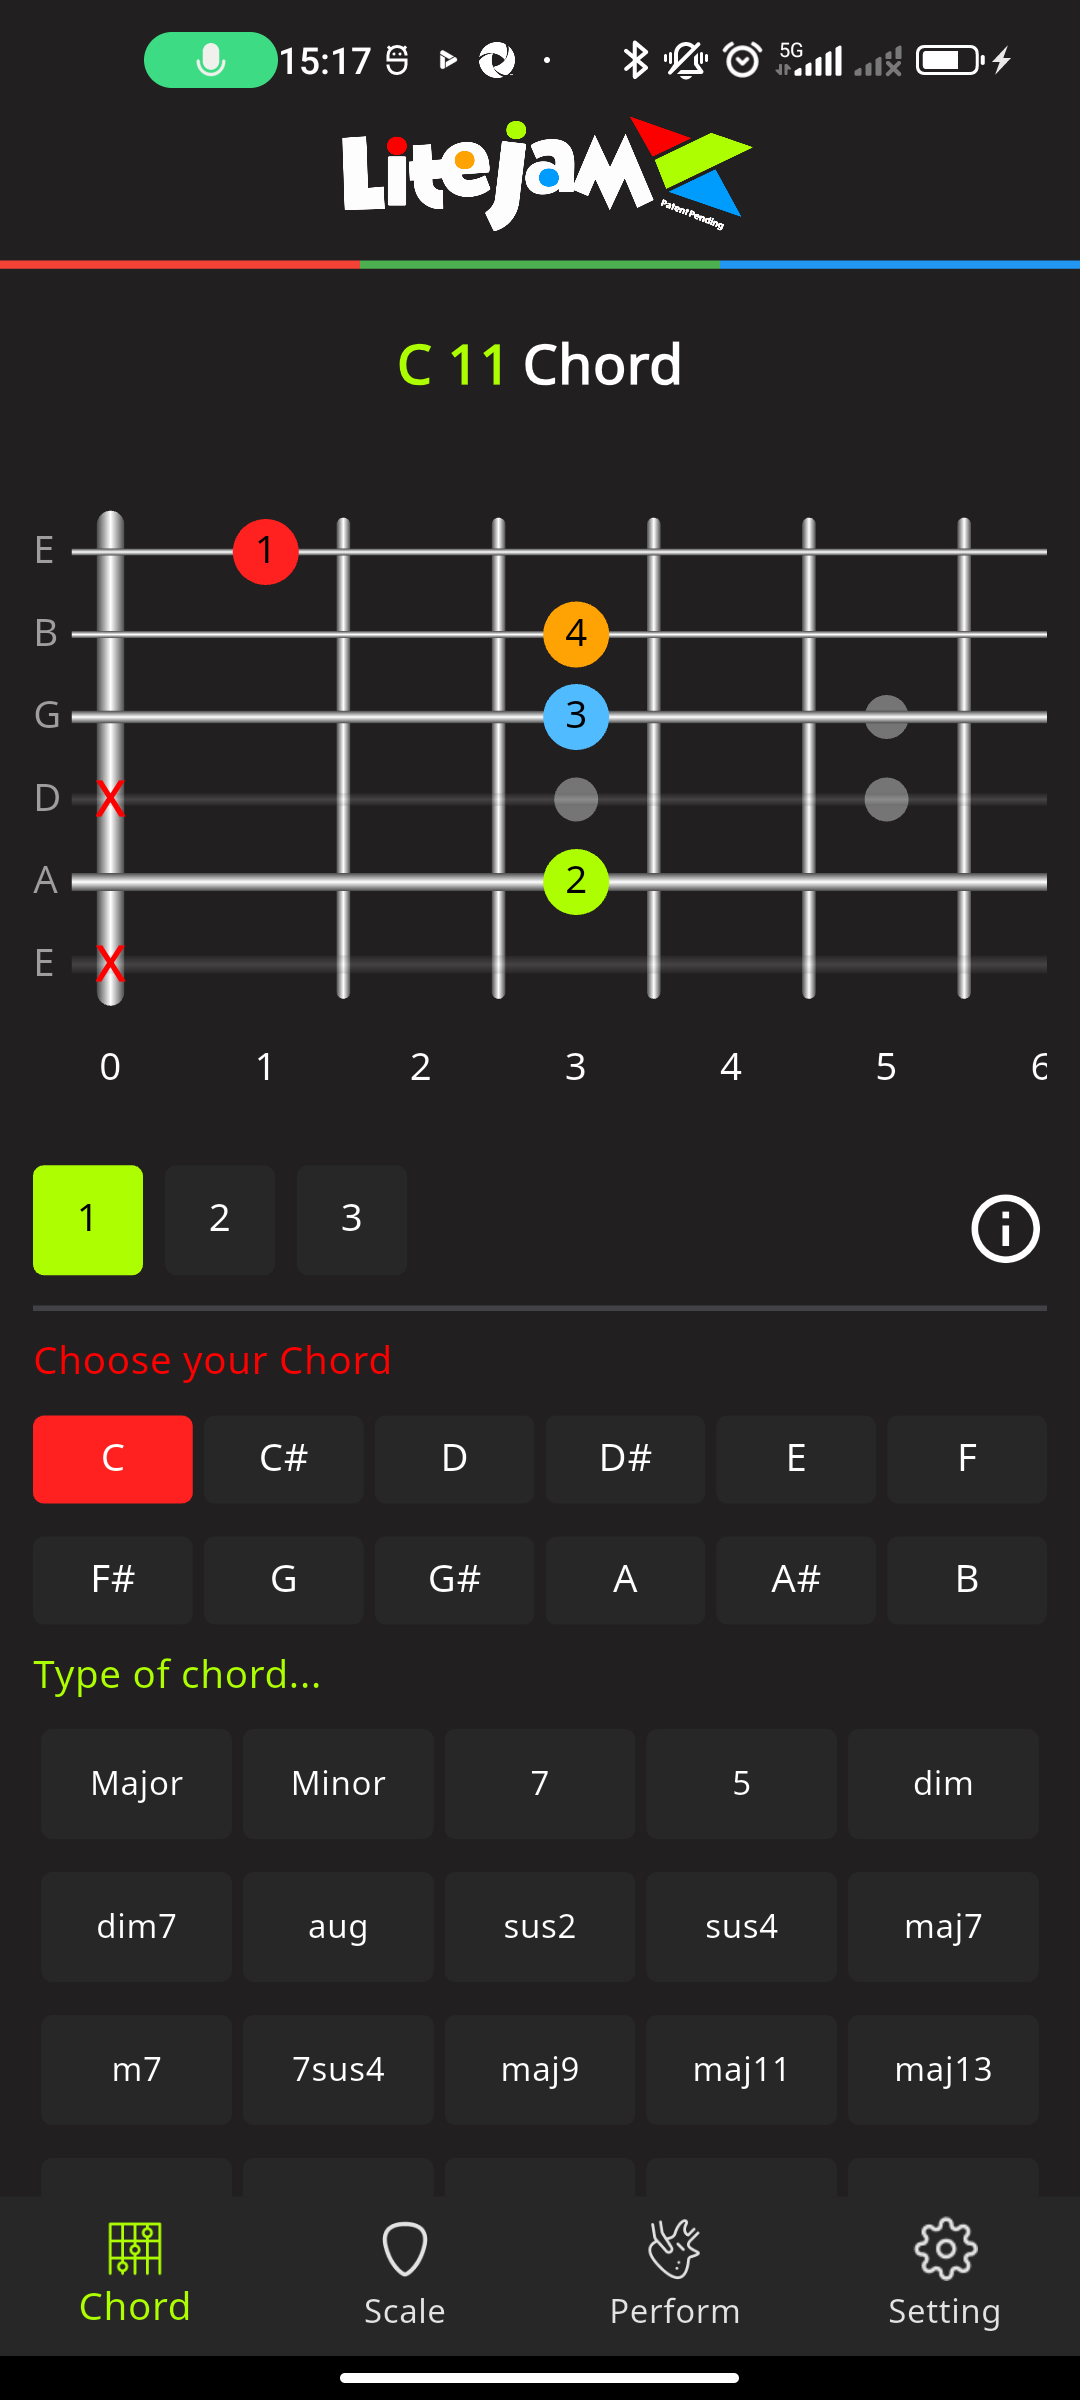 15:17 5G
Litejam
Patent Pending
C 11 Chord
E 1
B 4
G 3
D X
A 2
E X
0 1 2 3 4 5 6
1 2 3
Choose your Chord
C C# D D# E F
F# G G# A A# B
Type of chord...
Major Minor 7 5 dim
dim7 aug sus2 sus4 maj7
m7 7sus4 maj9 maj11 maj13
Chord Scale Perform Setting